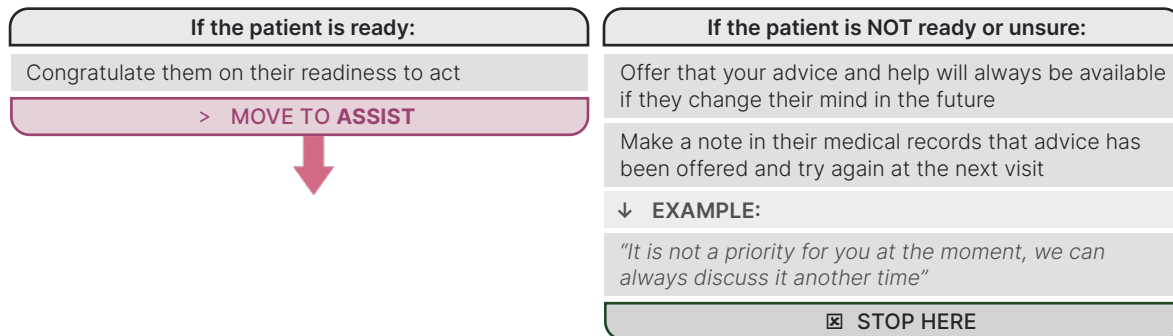 If the patient is ready:
Congratulate them on their readiness to act
> MOVE TO ASSIST
If the patient is NOT ready or unsure:
Offer that your advice and help will always be available
if they change their mind in the future
Make a note in their medical records that advice has
been offered and try again at the next visit
↓ EXAMPLE:
“It is not a priority for you at the moment, we can
always discuss it another time”
☒ STOP HERE